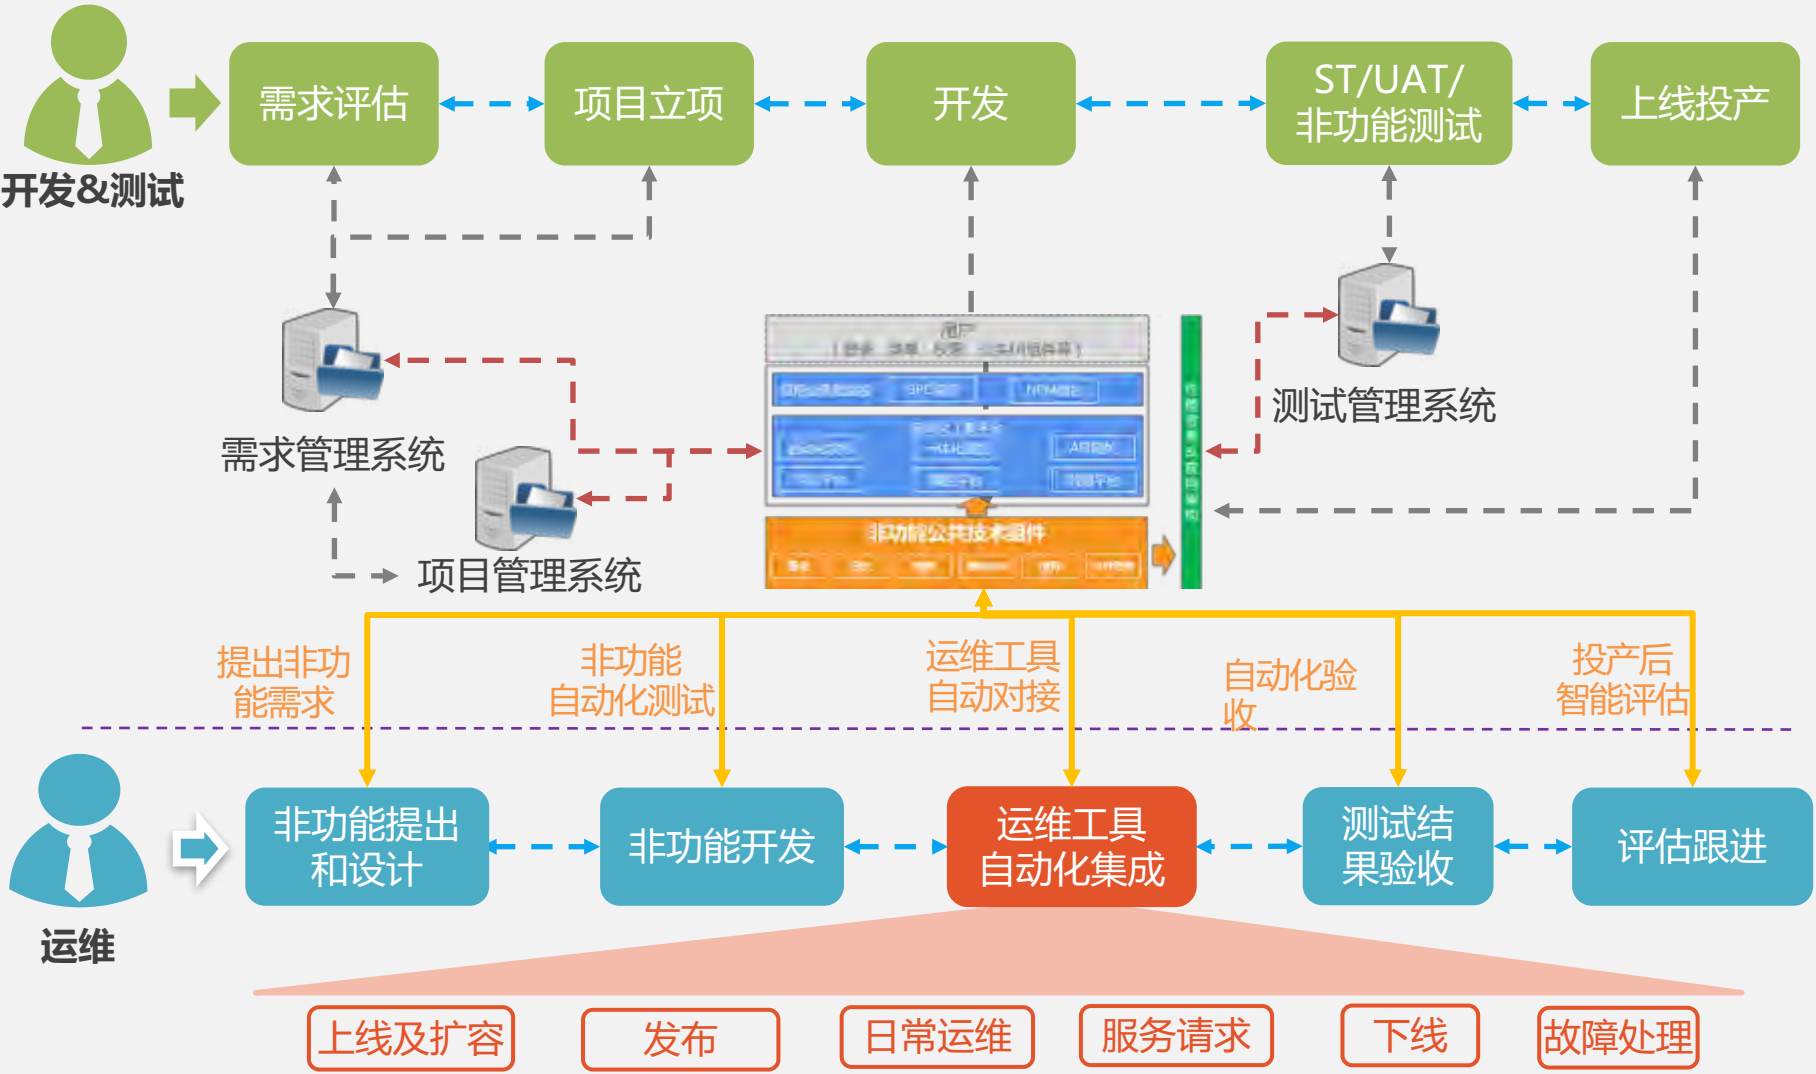 需求评估
项目立项
开发
ST/UAT/
非功能测试
上线投产
开发&测试
需求管理系统
项目管理系统
测试管理系统
用户
非功能公共技术组件
提出非功
能需求
非功能
自动化测试
运维工具
自动对接
自动化验
收
投产后
智能评估
非功能提出
和设计
非功能开发
运维工具
自动化集成
测试结
果验收
评估跟进
运维
上线及扩容
发布
日常运维
服务请求
下线
故障处理